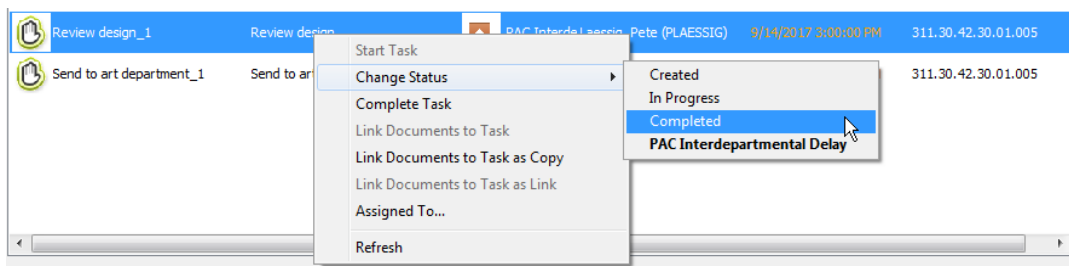 Review design_1 Review design PAC Interde Laessig, Pete (PLAESSIG) 9/14/2017 3:00:00 PM 311.30.42.30.01.005
Start Task
Send to art department_1 Send to art Change Status Created 311.30.42.30.01.005
In Progress
Complete Task
Completed
Link Documents to Task
PAC Interdepartmental Delay
Link Documents to Task as Copy
Link Documents to Task as Link
Assigned To...
Refresh